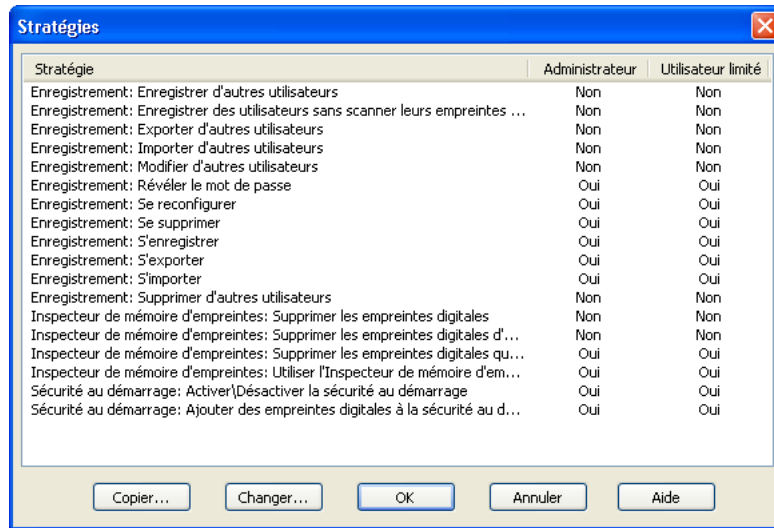 Stratégies
Stratégie Administrateur Utilisateur limité
Enregistrement: Enregistrer d'autres utilisateurs Non Non
Enregistrement: Enregistrer des utilisateurs sans scanner leurs empreintes ... Non Non
Enregistrement: Exporter d'autres utilisateurs Non Non
Enregistrement: Importer d'autres utilisateurs Non Non
Enregistrement: Modifier d'autres utilisateurs Non Non
Enregistrement: Révéler le mot de passe Oui Oui
Enregistrement: Se reconfigurer Oui Oui
Enregistrement: Se supprimer Oui Oui
Enregistrement: S'enregistrer Oui Oui
Enregistrement: S'exporter Oui Oui
Enregistrement: S'importer Oui Oui
Enregistrement: Supprimer d'autres utilisateurs Non Non
Inspecteur de mémoire d'empreintes: Supprimer les empreintes digitales Non Non
Inspecteur de mémoire d'empreintes: Supprimer les empreintes digitales d'... Non Non
Inspecteur de mémoire d'empreintes: Supprimer les empreintes digitales qu... Oui Oui
Inspecteur de mémoire d'empreintes: Utiliser l'Inspecteur de mémoire d'em... Oui Oui
Sécurité au démarrage: Activer\Désactiver la sécurité au démarrage Oui Oui
Sécurité au démarrage: Ajouter des empreintes digitales à la sécurité au d... Oui Oui
Copier... Changer... OK Annuler Aide